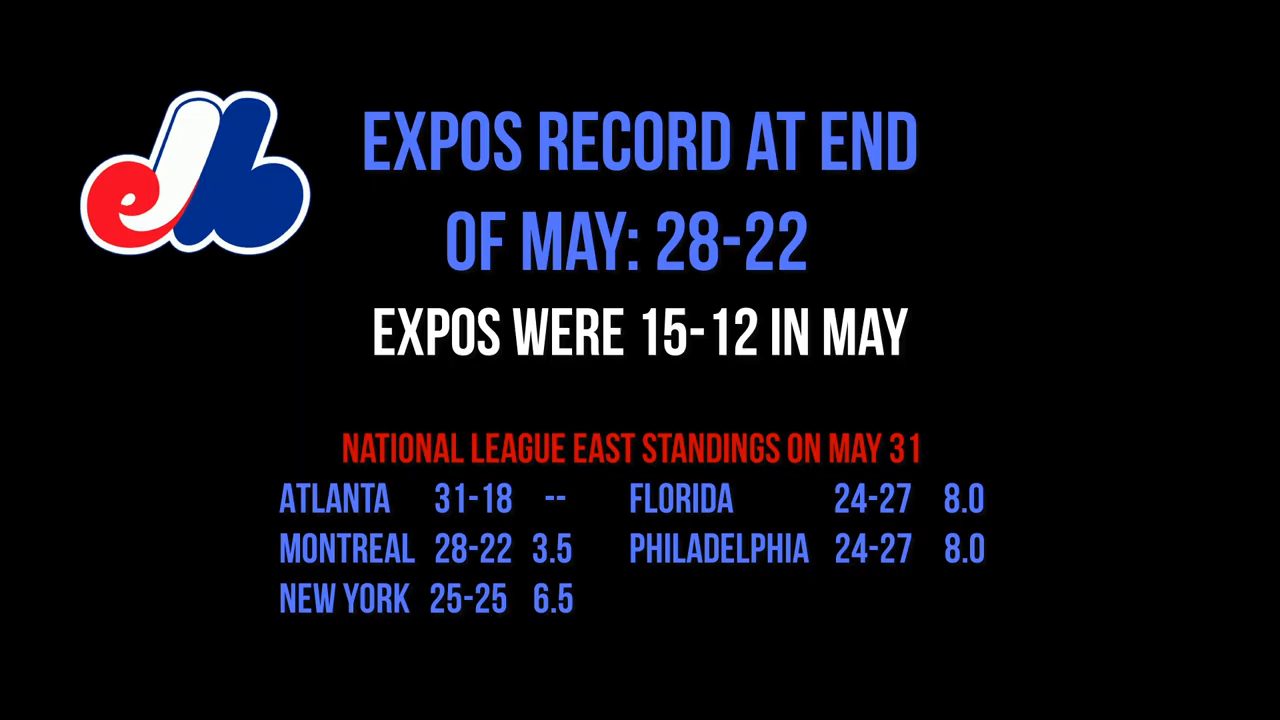 EXPOS RECORD AT END
OF MAY: 28-22
EXPOS WERE 15-12 IN MAY
NATIONAL LEAGUE EAST STANDINGS ON MAY 31
ATLANTA 31-18 -- FLORIDA 24-27 8.0
MONTREAL 28-22 3.5 PHILADELPHIA 24-27 8.0
NEW YORK 25-25 6.5